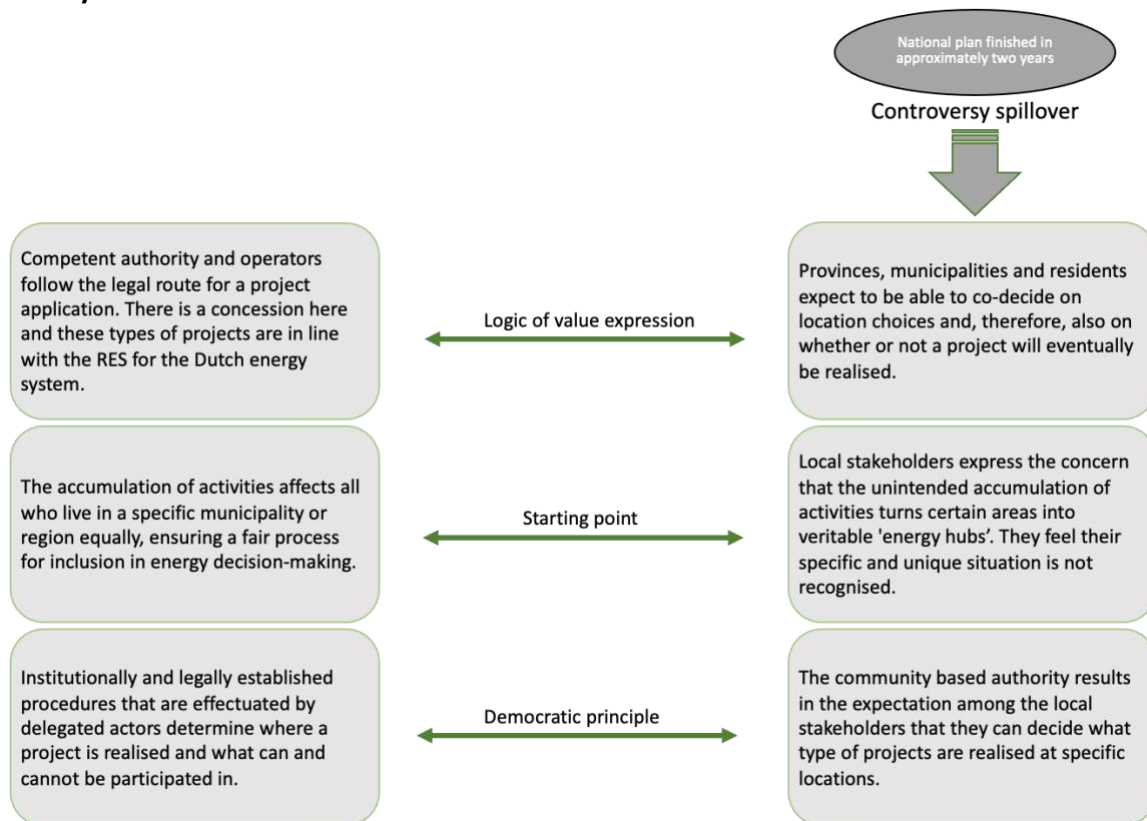 National plan finished in
approximately two years
Controversy spillover
Competent authority and operators
follow the legal route for a project
application. There is a concession here
and these types of projects are in line
with the RES for the Dutch energy
system.
Logic of value expression
Provinces, municipalities and residents
expect to be able to co-decide on
location choices and, therefore, also on
whether or not a project will eventually
be realised.
The accumulation of activities affects all
who live in a specific municipality or
region equally, ensuring a fair process
for inclusion in energy decision-making.
Starting point
Local stakeholders express the concern
that the unintended accumulation of
activities turns certain areas into
veritable 'energy hubs’. They feel their
specific and unique situation is not
recognised.
Institutionally and legally established
procedures that are effectuated by
delegated actors determine where a
project is realised and what can and
cannot be participated in.
Democratic principle
The community based authority results
in the expectation among the local
stakeholders that they can decide what
type of projects are realised at specific
locations.